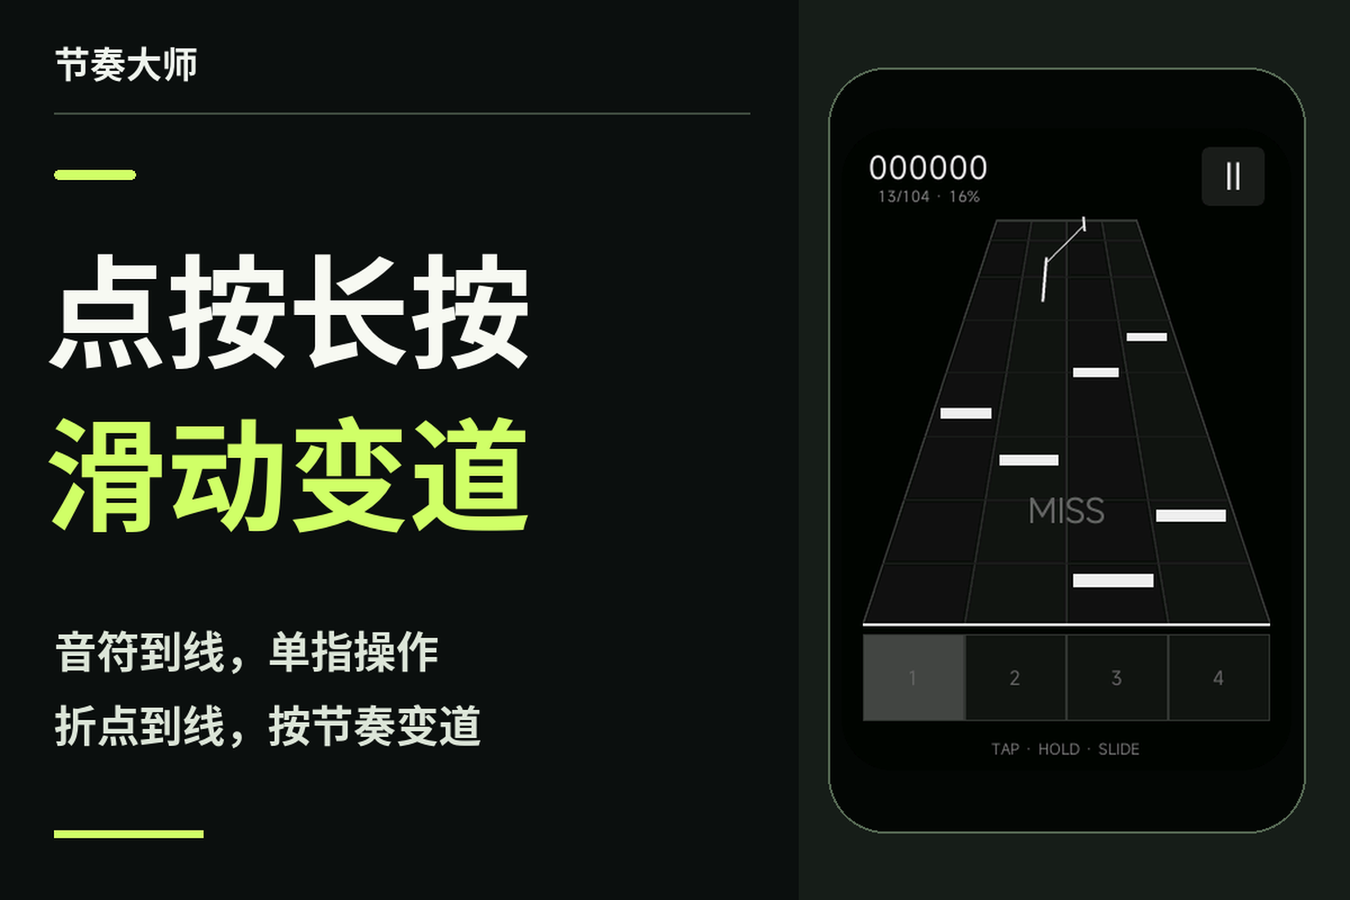 节奏大师
点按长按
滑动变道
音符到线，单指操作
折点到线，按节奏变道
000000
13/104 · 16%
MISS
1 2 3 4
TAP · HOLD · SLIDE